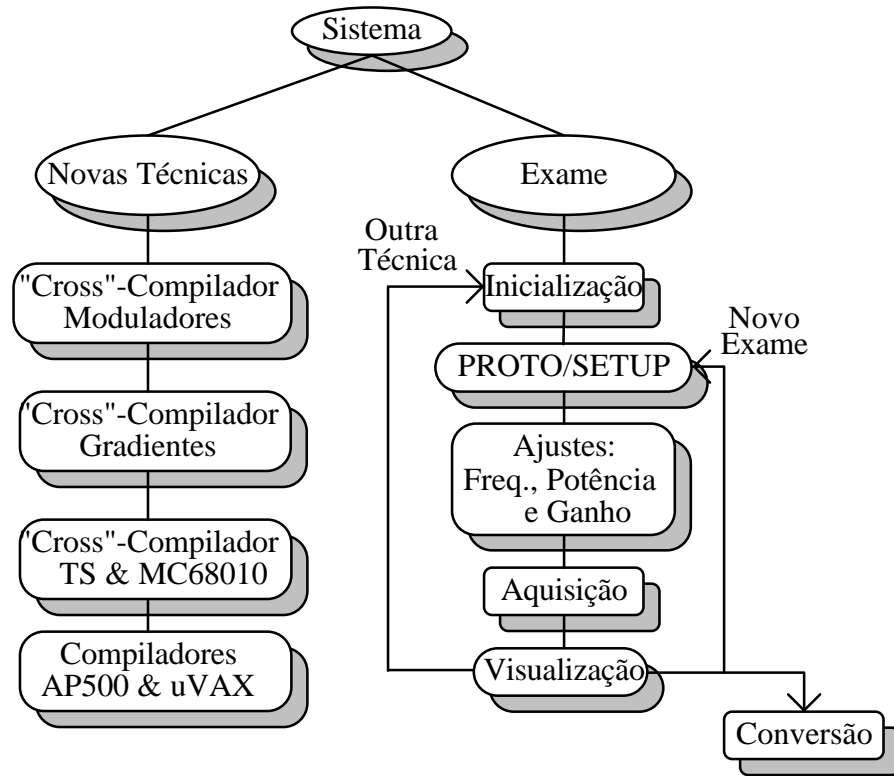 Sistema
Novas Técnicas
"Cross"-Compilador
Moduladores
"Cross"-Compilador
Gradientes
"Cross"-Compilador
TS & MC68010
Compiladores
AP500 & uVAX
Exame
Outra
Técnica
Inicialização
Novo
Exame
PROTO/SETUP
Ajustes:
Freq., Potência
e Ganho
Aquisição
Visualização
Conversão